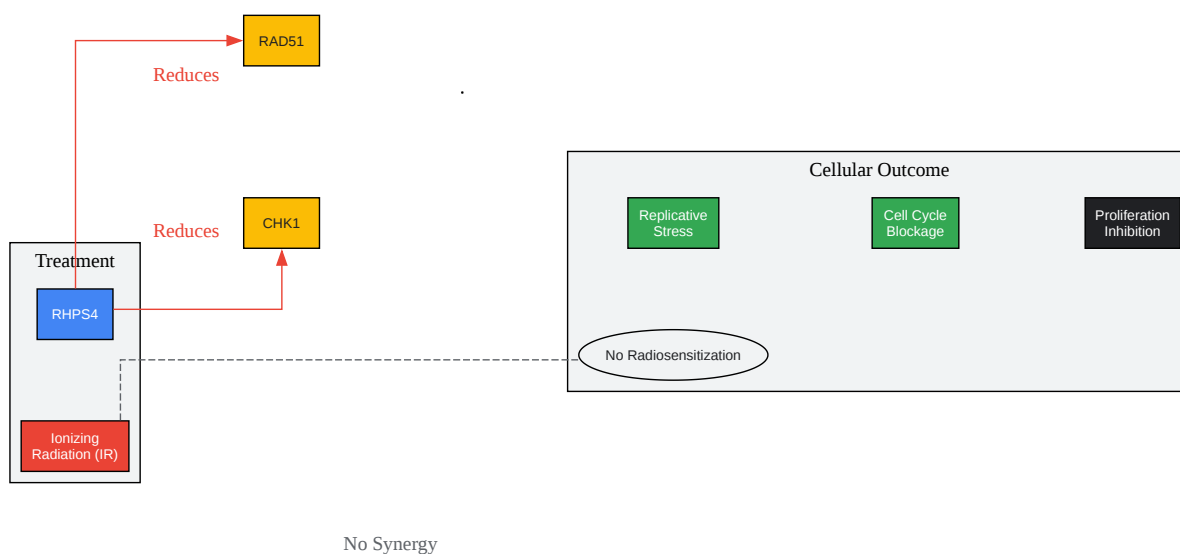 RAD51
Reduces
Cellular Outcome
Replicative
Stress
Cell Cycle
Blockage
Proliferation
Inhibition
CHK1
Reduces
Treatment
RHPS4
No Radiosensitization
Ionizing
Radiation (IR)
No Synergy